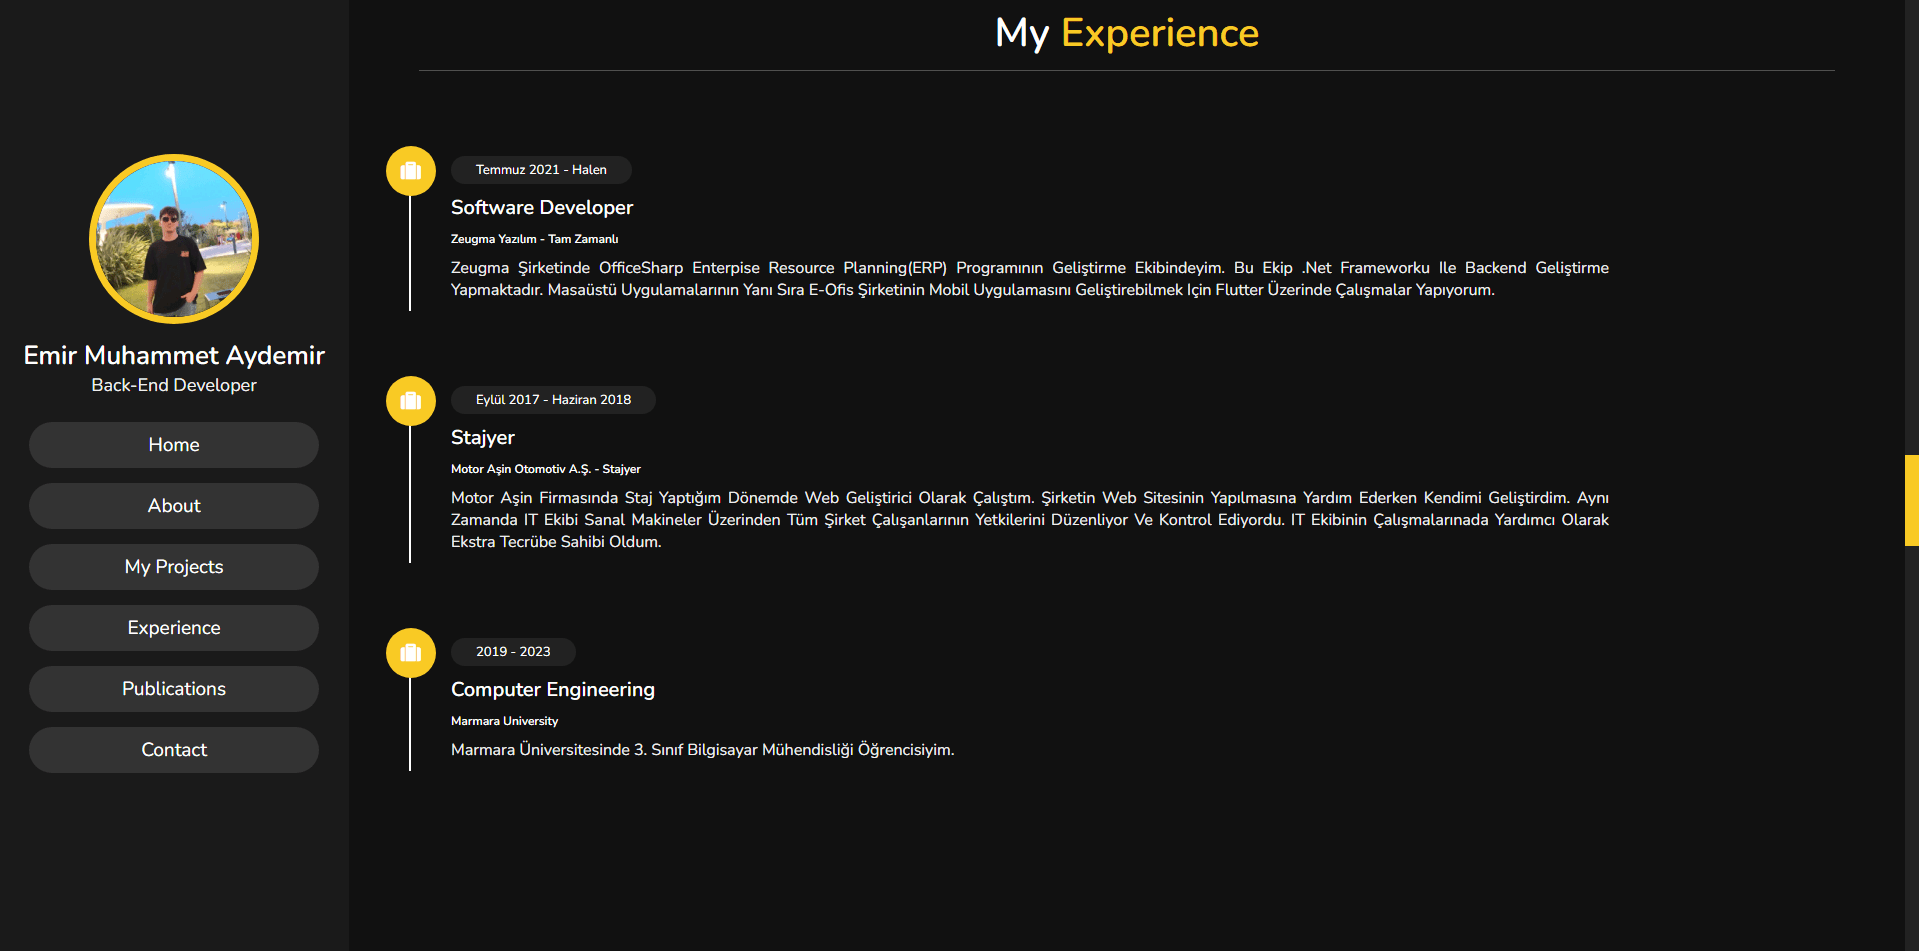 My Experience
Emir Muhammet Aydemir
Back-End Developer
Home
About
My Projects
Experience
Publications
Contact
Temmuz 2021 - Halen
Software Developer
Zeugma Yazılım - Tam Zamanlı
Zeugma Şirketinde OfficeSharp Enterpise Resource Planning(ERP) Programının Geliştirme Ekibindeyim. Bu Ekip .Net Frameworku Ile Backend Geliştirme
Yapmaktadır. Masaüstü Uygulamalarının Yanı Sıra E-Ofis Şirketinin Mobil Uygulamasını Geliştirebilmek Için Flutter Üzerinde Çalışmalar Yapıyorum.
Eylül 2017 - Haziran 2018
Stajyer
Motor Aşin Otomotiv A.Ş. - Stajyer
Motor Aşin Firmasında Staj Yaptığım Dönemde Web Geliştirici Olarak Çalıştım. Şirketin Web Sitesinin Yapılmasına Yardım Ederken Kendimi Geliştirdim. Aynı
Zamanda IT Ekibi Sanal Makineler Üzerinden Tüm Şirket Çalışanlarının Yetkilerini Düzenliyor Ve Kontrol Ediyordu. IT Ekibinin Çalışmalarınada Yardımcı Olarak
Ekstra Tecrübe Sahibi Oldum.
2019 - 2023
Computer Engineering
Marmara University
Marmara Üniversitesinde 3. Sınıf Bilgisayar Mühendisliği Öğrencisiyim.